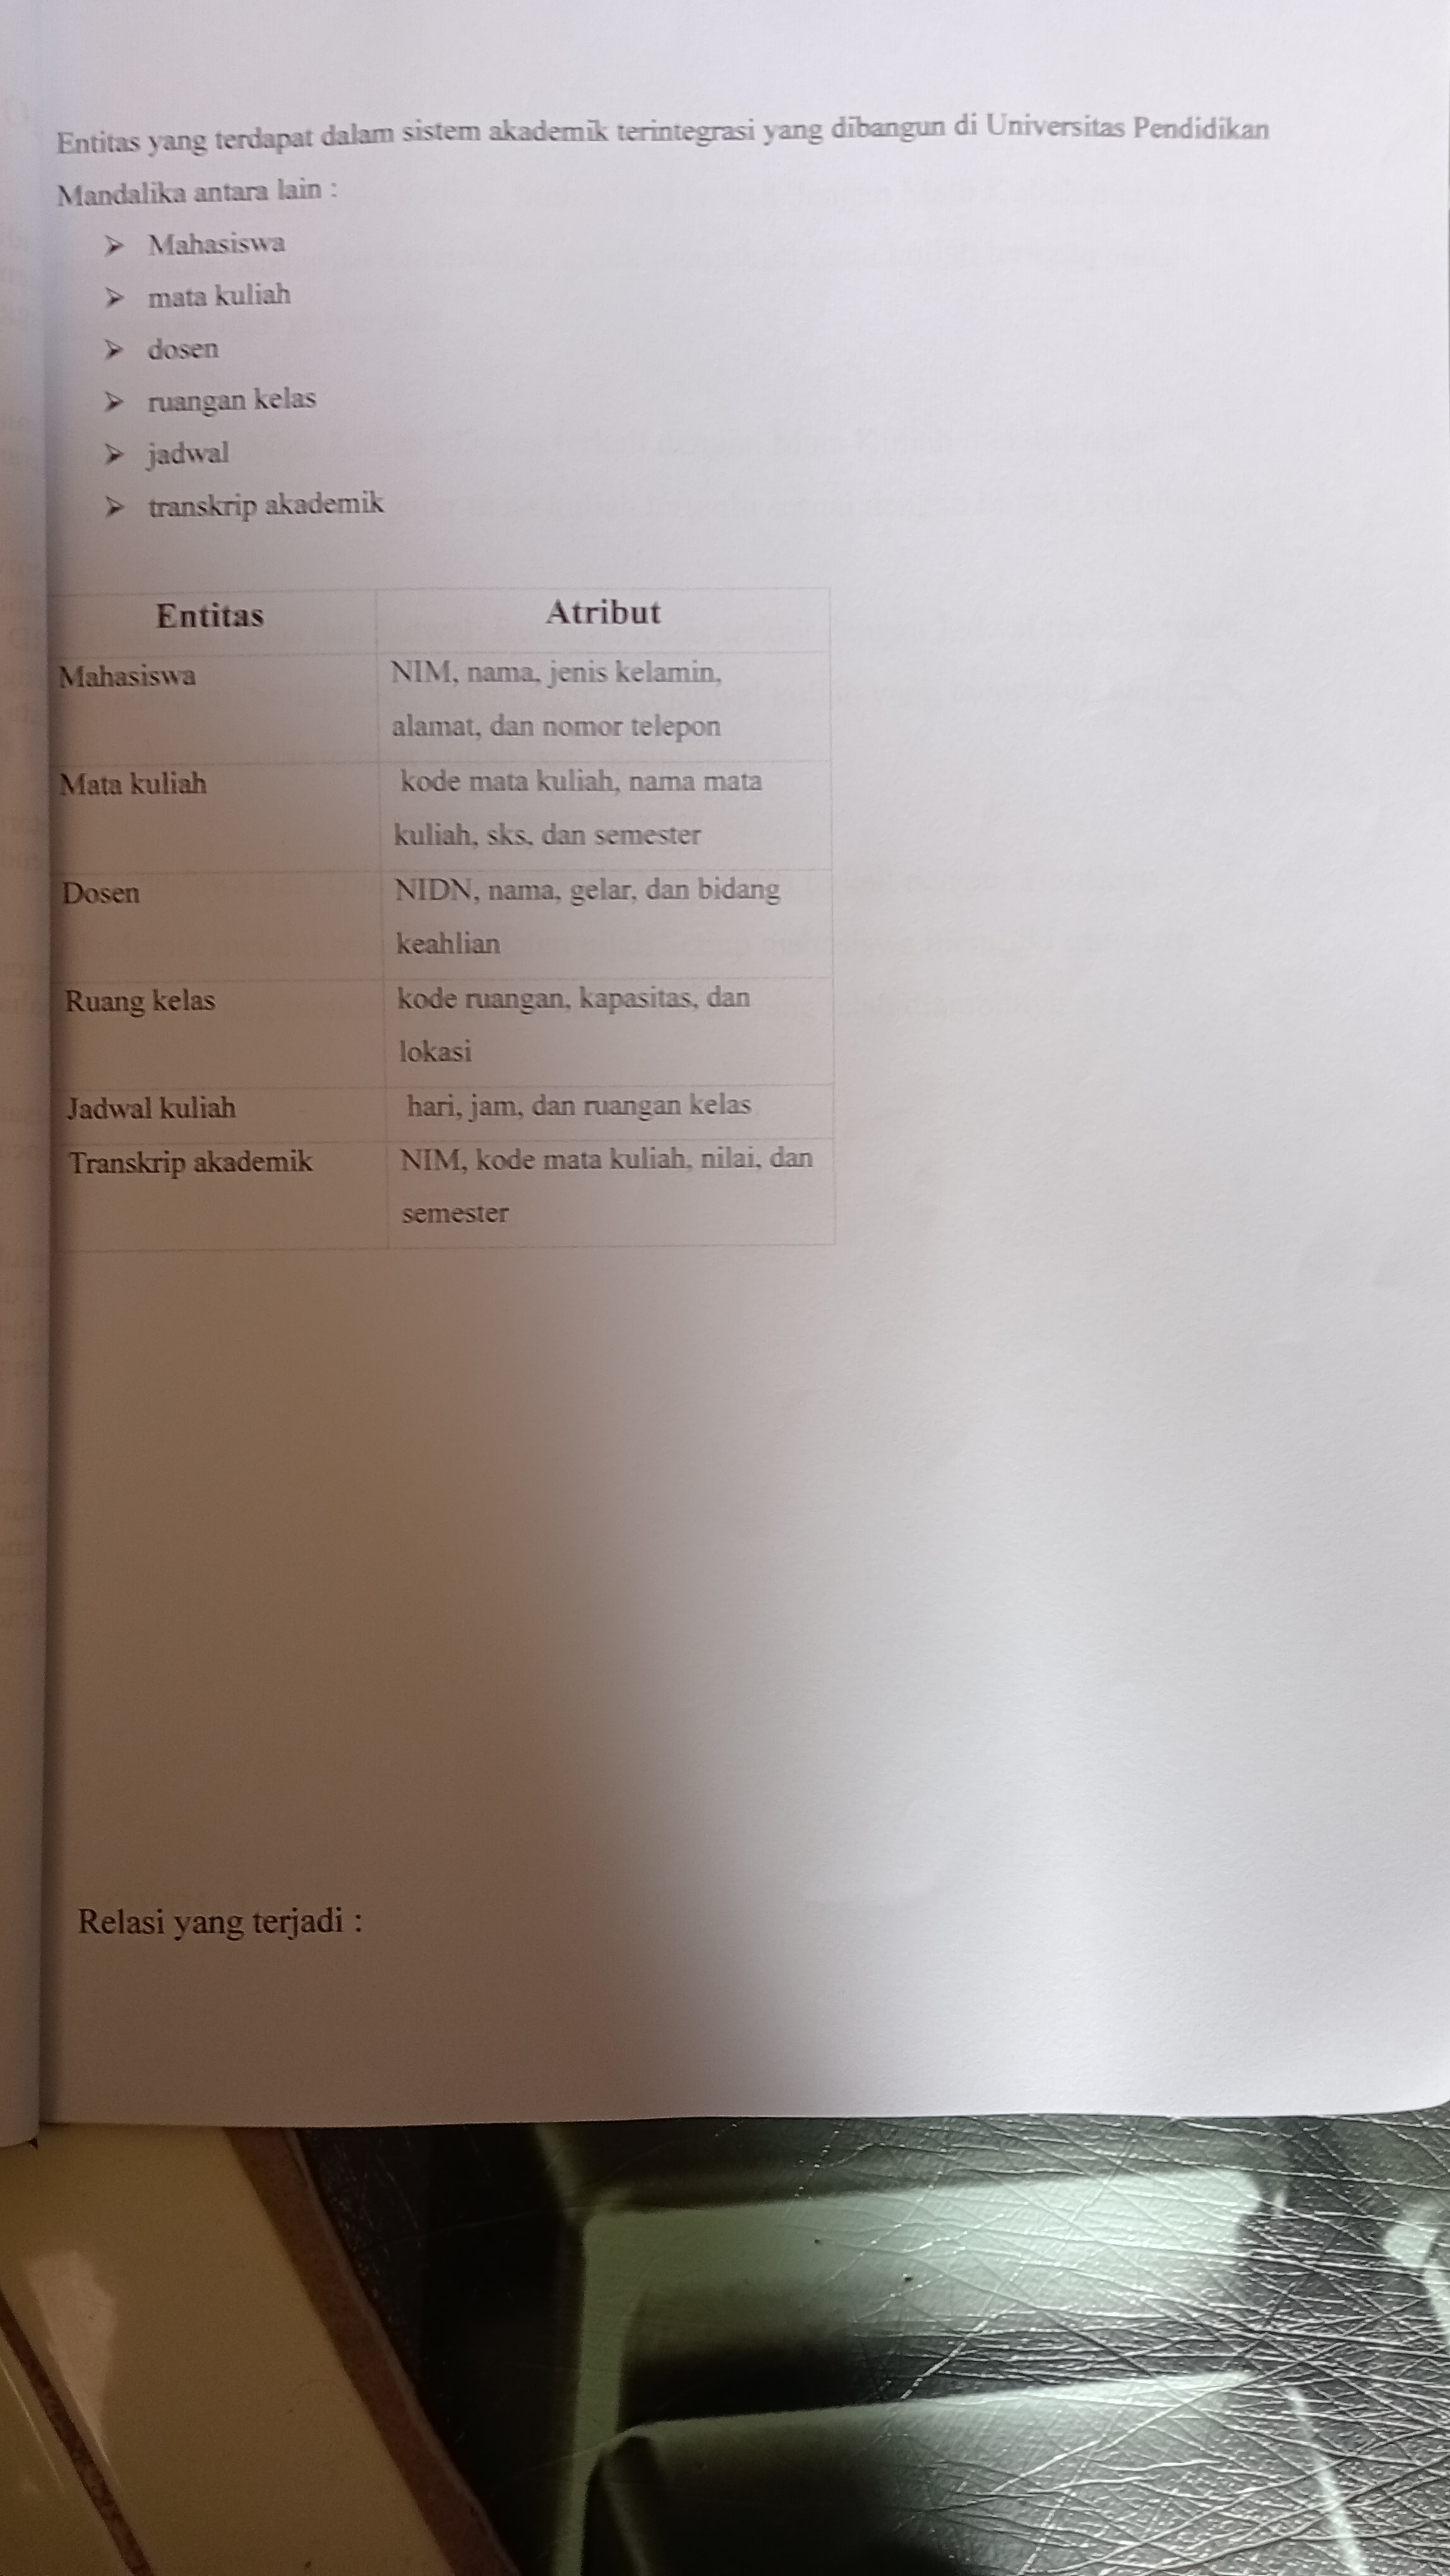 Entitas yang terdapat dalam sistem akademik terintegrasi yang dibangun di Universitas Pendidikan
Mandalika antara lain :
➢ Mahasiswa
➢ mata kuliah
➢ dosen
➢ ruangan kelas
➢ jadwal
➢ transkrip akademik
Entitas Atribut
Mahasiswa NIM, nama, jenis kelamin,
alamat, dan nomor telepon
Mata kuliah kode mata kuliah, nama mata
kuliah, sks, dan semester
Dosen NIDN, nama, gelar, dan bidang
keahlian
Ruang kelas kode ruangan, kapasitas, dan
lokasi
Jadwal kuliah hari, jam, dan ruangan kelas
Transkrip akademik NIM, kode mata kuliah, nilai, dan
semester
Relasi yang terjadi :